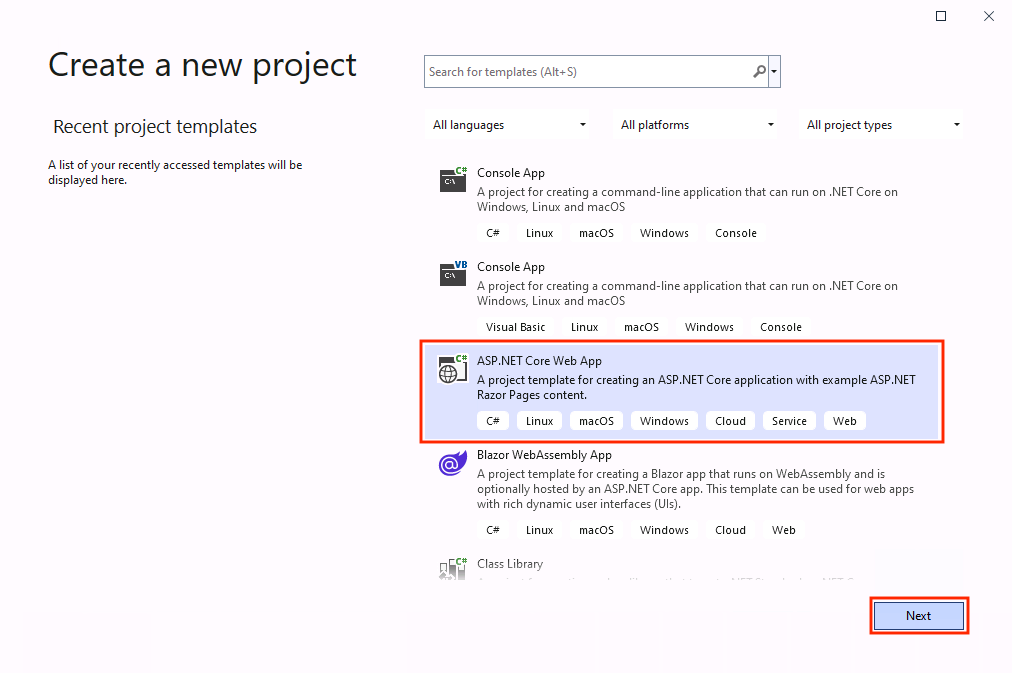 Create a new project
Search for templates (Alt+S)
Recent project templates
All languages
All platforms
All project types
A list of your recently accessed templates will be
displayed here.
C#
C:\
Console App
A project for creating a command-line application that can run on .NET Core on
Windows, Linux and macOS
C# Linux macOS Windows Console
VB
C:\
Console App
A project for creating a command-line application that can run on .NET Core on
Windows, Linux and macOS
Visual Basic Linux macOS Windows Console
C#
ASP.NET Core Web App
A project template for creating an ASP.NET Core application with example ASP.NET
Razor Pages content.
C# Linux macOS Windows Cloud Service Web
@
Blazor WebAssembly App
A project template for creating a Blazor app that runs on WebAssembly and is
optionally hosted by an ASP.NET Core app. This template can be used for web apps
with rich dynamic user interfaces (UIs).
C# Linux macOS Windows Cloud Web
C#
Class Library
Next